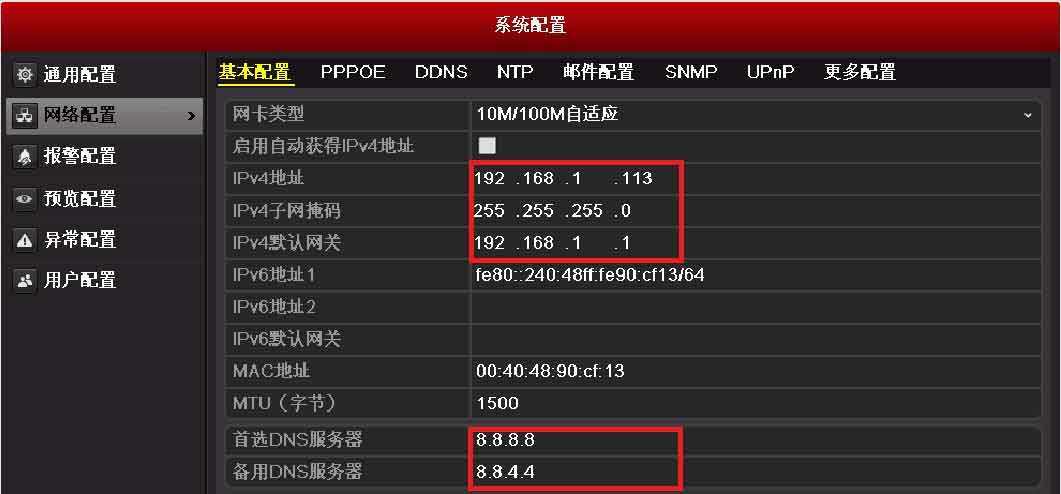 系统配置
通用配置
网络配置
报警配置
预览配置
异常配置
用户配置
基本配置 PPPOE DDNS NTP 邮件配置 SNMP UPnP 更多配置
网卡类型 10M/100M自适应
启用自动获得IPv4地址
IPv4地址 192 .168 .1 .113
IPv4子网掩码 255 .255 .255 .0
IPv4默认网关 192 .168 .1 .1
IPv6地址1 fe80::240:48ff:fe90:cf13/64
IPv6地址2
IPv6默认网关
MAC地址 00:40:48:90:cf:13
MTU（字节） 1500
首选DNS服务器 8.8.8.8
备用DNS服务器 8.8.4.4